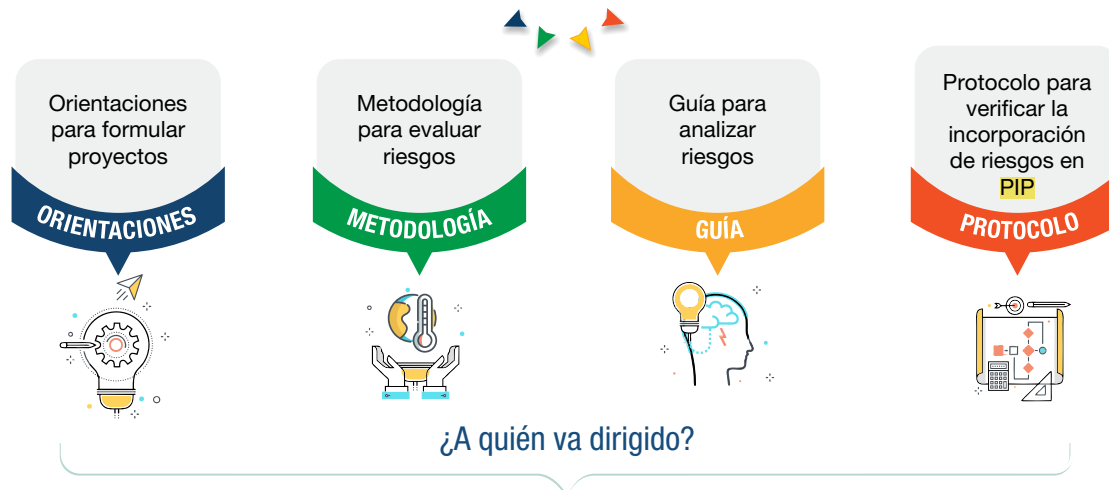 Orientaciones
para formular
proyectos
ORIENTACIONES
Metodología
para evaluar
riesgos
METODOLOGÍA
Guía para
analizar
riesgos
GUÍA
Protocolo para
verificar la
incorporación
de riesgos en
PIP
PROTOCOLO
¿A quién va dirigido?